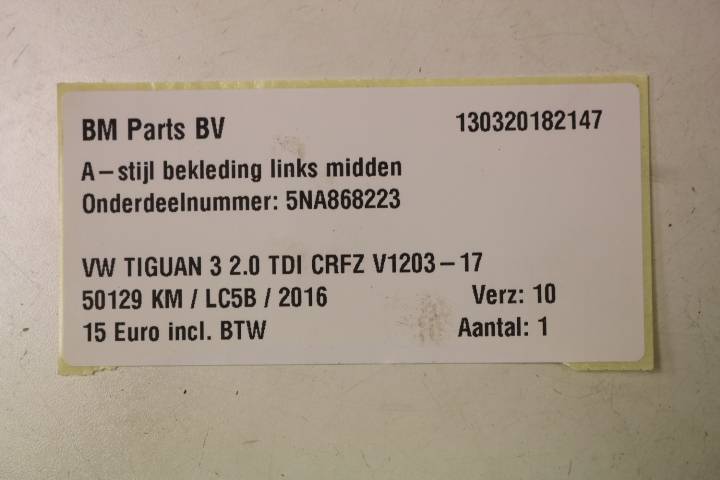 BM Parts BV 130320182147
A-stijl bekleding links midden
Onderdeelnummer: 5NA868223
VW TIGUAN 3 2.0 TDI CRFZ V1203-17
50129 KM / LC5B / 2016 Verz: 10
15 Euro incl. BTW Aantal: 1